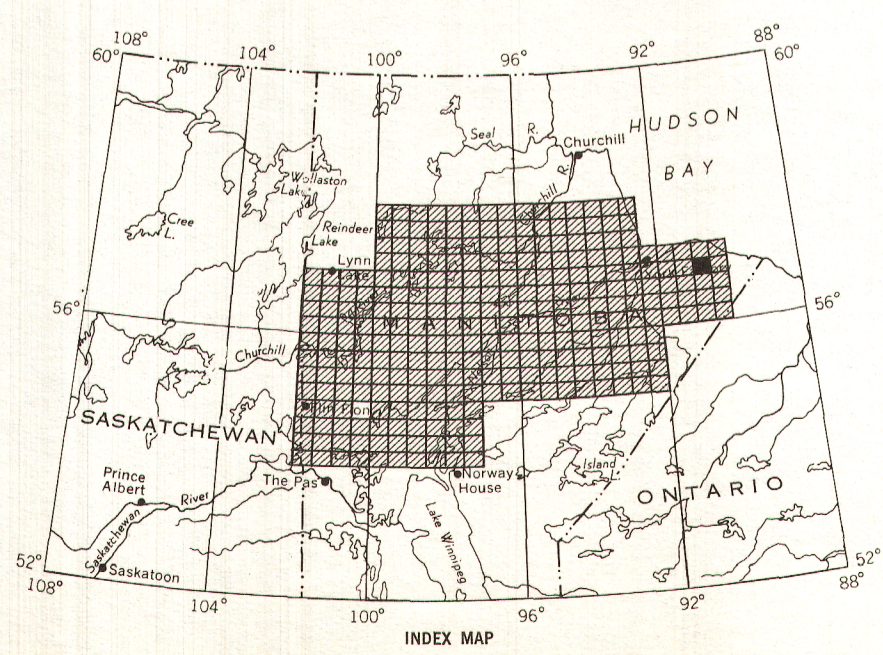 108°
104°
100°
96°
92°
88°
60°
60°
HUDSON
BAY
Seal R.
Churchill
R.
Wollaston
Lake
Cree
L.
Reindeer
Lake
Lynn
Lake
56°
56°
MANITOBA
Churchill
Flin Flon
SASKATCHEWAN
Prince
Albert
River
The Pas
Norway
House
Island
L.
ONTARIO
Lake Winnipeg
Saskatchewan
Saskatoon
52°
52°
108°
104°
100°
96°
92°
88°
INDEX MAP